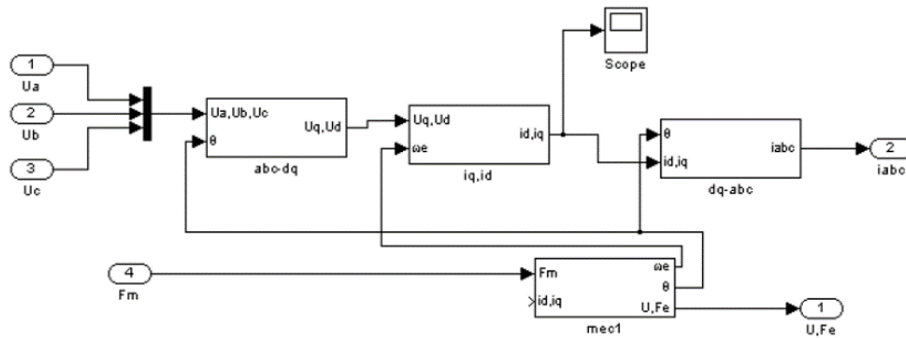 Scope
1
Ua
2
Ub
3
Uc
Ua,Ub,Uc
θ
Uq,Ud
abc-dq
Uq,Ud
ωe
id,iq
iq,id
θ
id,iq
iabc
dq-abc
2
iabc
4
Fm
Fm
id,iq
ωe
θ
U,Fe
mec1
1
U,Fe